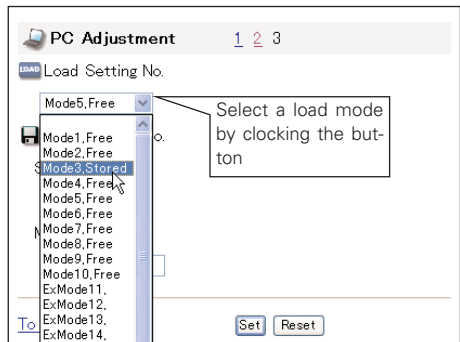 PC Adjustment 1 2 3
LOAD Load Setting No.
Mode5,Free
Select a load mode
by clocking the but-
ton
Mode1,Free o.
Mode2,Free
S Mode3,Stored
Mode4,Free
Mode5,Free
Mode6,Free
Mode7,Free
Mode8,Free
Mode9,Free
Mode10,Free
ExMode11,
ExMode12,
To ExMode13, Set Reset
ExMode14,